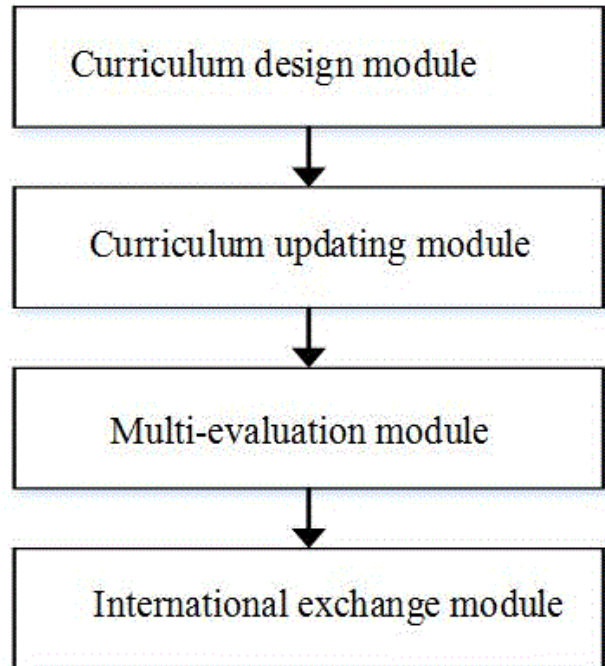 Curriculum design module
Curriculum updating module
Multi-evaluation module
International exchange module